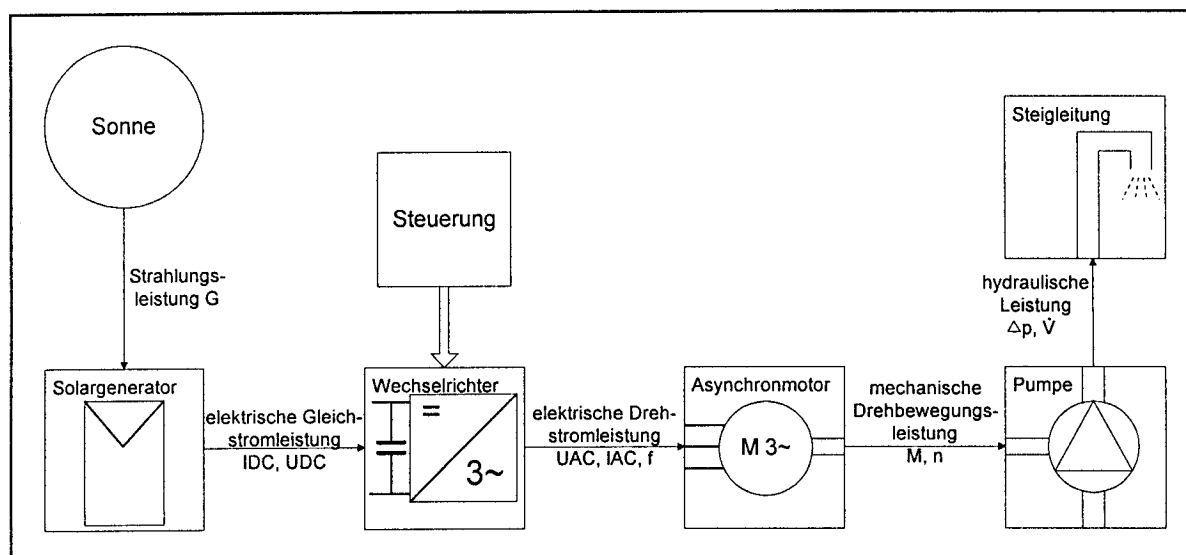 Sonne
Strahlungs-
leistung G
Steuerung
Steigleitung
hydraulische
Leistung
△p, V̇
Solargenerator
elektrische Gleich-
stromleistung
IDC, UDC
Wechselrichter
=
3~
elektrische Dreh-
stromleistung
UAC, IAC, f
Asynchronmotor
M 3~
mechanische
Drehbewegungs-
leistung
M, n
Pumpe